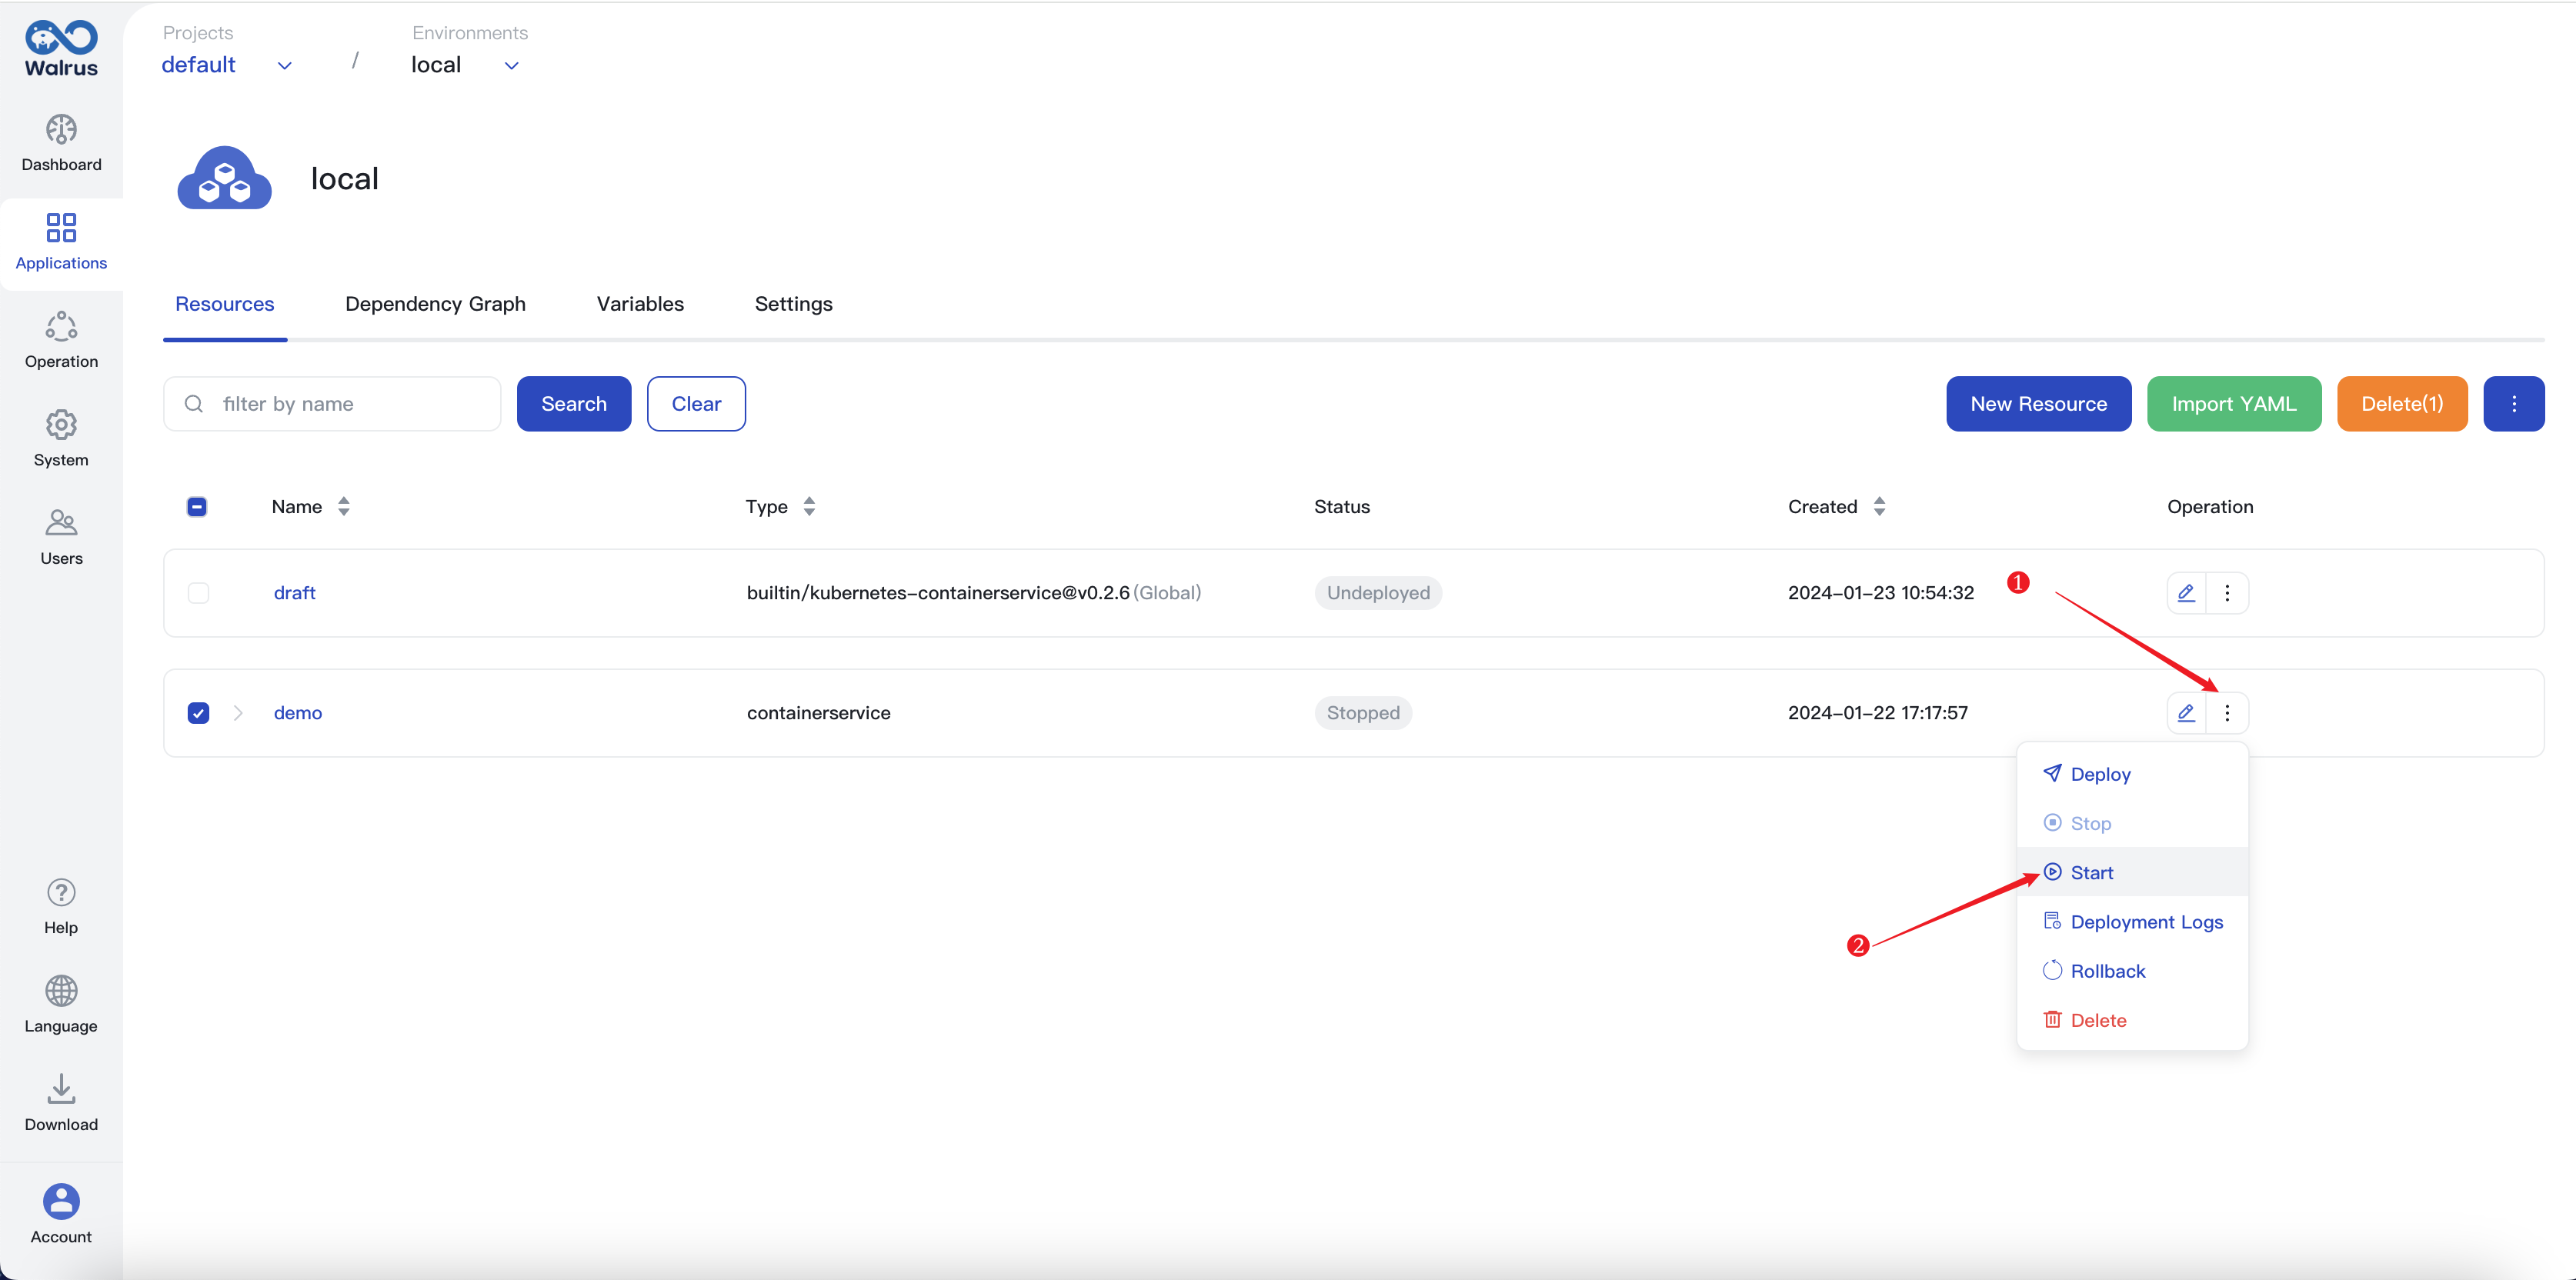 Walrus
Projects
Environments
default / local
Dashboard
Applications
Operation
System
Users
Help
Language
Download
Account
local
Resources Dependency Graph Variables Settings
filter by name Search Clear New Resource Import YAML Delete(1)
Name Type Status Created Operation
draft builtin/kubernetes-containerservice@v0.2.6 (Global) Undeployed 2024-01-23 10:54:32 1
demo containerservice Stopped 2024-01-22 17:17:57
Deploy
Stop
Start
Deployment Logs
2
Rollback
Delete